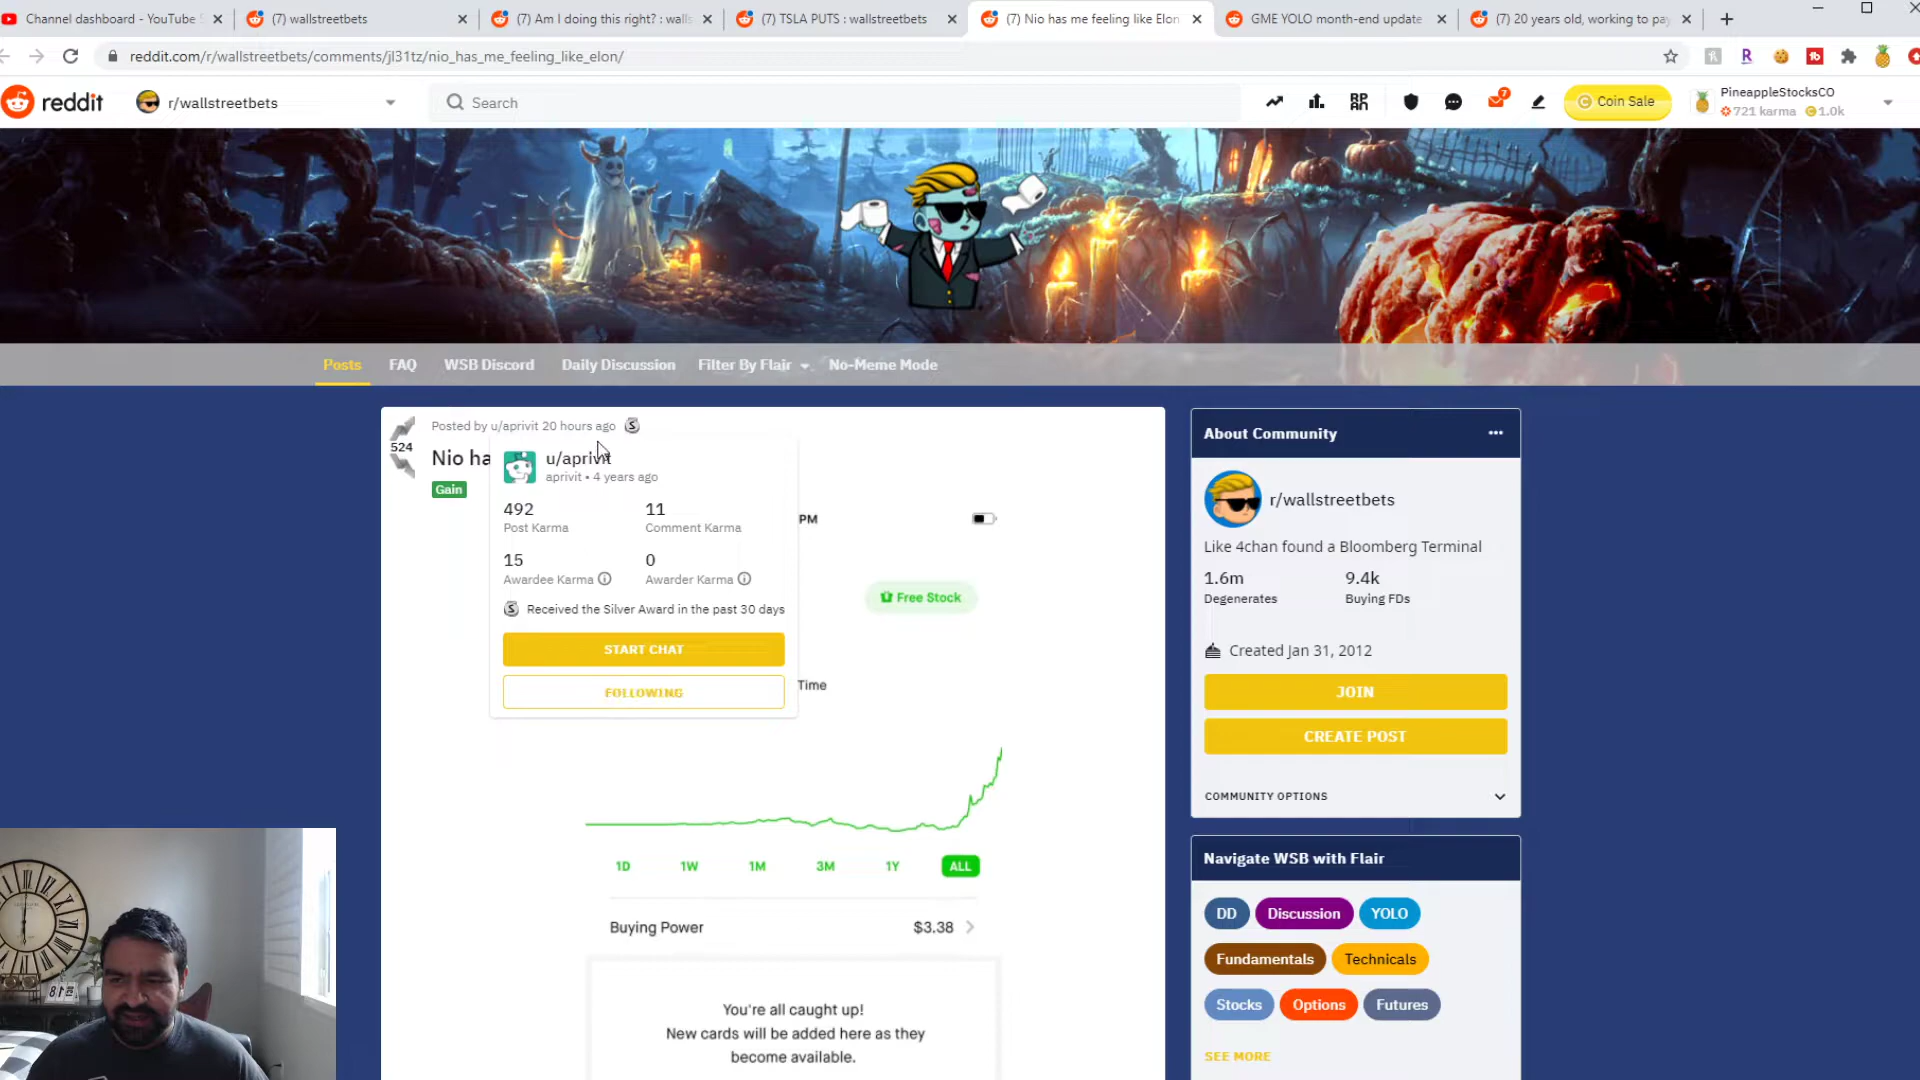 Channel dashboard - YouTube
(7) wallstreetbets
(7) Am I doing this right? : walls
(7) TSLA PUTS : wallstreetbets
(7) Nio has me feeling like Elon
GME YOLO month-end update
(7) 20 years old, working to pay
reddit.com/r/wallstreetbets/comments/jl31tz/nio_has_me_feeling_like_elon/
reddit
r/wallstreetbets
Search
7
Coin Sale
PineappleStocksCO
721 karma 1.0k
Posts
FAQ
WSB Discord
Daily Discussion
Filter By Flair
No-Meme Mode
524
Posted by u/aprivit 20 hours ago
Nio ha
Gain
u/aprivit
aprivit • 4 years ago
492
Post Karma
11
Comment Karma
15
Awardee Karma
0
Awarder Karma
Received the Silver Award in the past 30 days
START CHAT
FOLLOWING
PM
Free Stock
Time
1D
1W
1M
3M
1Y
ALL
Buying Power
$3.38
You're all caught up!
New cards will be added here as they
become available.
About Community
r/wallstreetbets
Like 4chan found a Bloomberg Terminal
1.6m
Degenerates
9.4k
Buying FDs
Created Jan 31, 2012
JOIN
CREATE POST
COMMUNITY OPTIONS
Navigate WSB with Flair
DD
Discussion
YOLO
Fundamentals
Technicals
Stocks
Options
Futures
SEE MORE